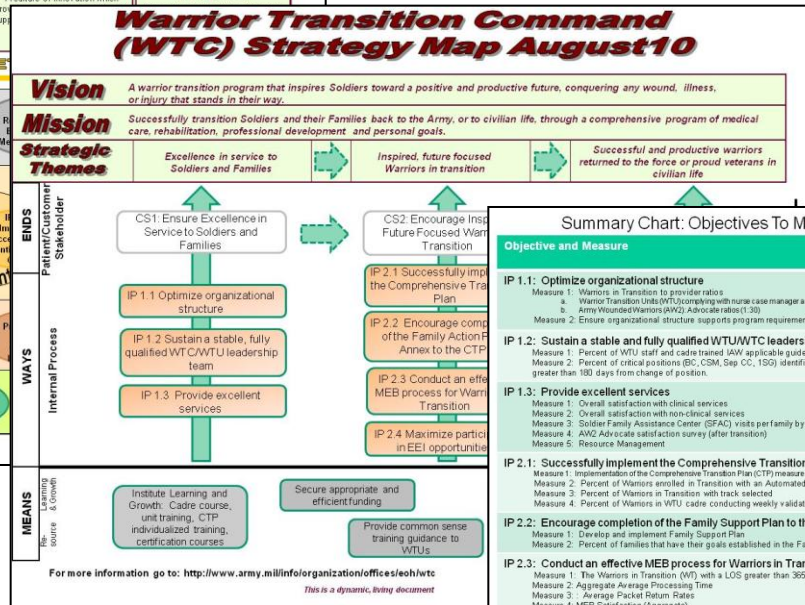 Warrior Transition Command
(WTC) Strategy Map August10
Vision
A warrior transition program that inspires Soldiers toward a positive and productive future, conquering any wound, illness,
or injury that stands in their way.
Mission
Successfully transition Soldiers and their Families back to the Army, or to civilian life, through a comprehensive program of medical
care, rehabilitation, professional development and personal goals.
Strategic
Themes
Excellence in service to
Soldiers and Families
Inspired, future focused
Warriors in transition
Successful and productive warriors
returned to the force or proud veterans in
civilian life
ENDS
Patient/Customer
Stakeholder
CS1: Ensure Excellence in
Service to Soldiers and
Families
CS2: Encourage Insp
Future Focused Warr
Transition
WAYS
Internal Process
IP 1.1 Optimize organizational
structure
IP 1.2 Sustain a stable, fully
qualified WTC/WTU leadership
team
IP 1.3 Provide excellent
services
IP 2.1 Successfully impl
the Comprehensive Tra
Plan
IP 2.2 Encourage comp
of the Family Action P
Annex to the CTP
IP 2.3 Conduct an effe
MEB process for Warri
Transition
IP 2.4 Maximize partici
in EEI opportunitie
MEANS
Re-
source
Learning
& Growth
Institute Learning and
Growth: Cadre course,
unit training, CTP
individualized training,
certification courses
Secure appropriate and
efficient funding
Provide common sense
training guidance to
WTUs
For more information go to: http://www.army.mil/info/organization/offices/eoh/wtc
This is a dynamic, living document
Summary Chart: Objectives To M
Objective and Measure
IP 1.1: Optimize organizational structure
Measure 1: Warriors in Transition to provider ratios
a. Warrior Transition Units (WTU) complying with nurse case manager a
b. Army Wounded Warriors (AW2): Advocate ratios (1:30)
Measure 2: Ensure organizational structure supports program requiremen
IP 1.2: Sustain a stable and fully qualified WTU/WTC leaders
Measure 1: Percent of WTU staff and cadre trained IAW applicable guide
Measure 2: Percent of critical positions (BC, CSM, Sep CC, 1SG) identifi
greater than 180 days from change of position.
IP 1.3: Provide excellent services
Measure 1: Overall satisfaction with clinical services
Measure 2: Overall satisfaction with non-clinical services
Measure 3: Soldier Family Assistance Center (SFAC) visits per family by
Measure 4: AW2 Advocate satisfaction survey (after transition)
Measure 5: Resource Management
IP 2.1: Successfully implement the Comprehensive Transition
Measure 1: Implementation of the Comprehensive Transition Plan (CTP) measure
Measure 2: Percent of Warriors enrolled in Transition with an Automated
Measure 3: Percent of Warriors in Transition with track selected
Measure 4: Percent of Warriors in WTU cadre conducting weekly validat
IP 2.2: Encourage completion of the Family Support Plan to th
Measure 1: Develop and implement Family Support Plan
Measure 2: Percent of families that have their goals established in the Fa
IP 2.3: Conduct an effective MEB process for Warriors in Tran
Measure 1: The Warriors in Transition (WT) with a LOS greater than 365
Measure 2: Aggregate Average Processing Time
Measure 3: : Average Packet Return Rates
Measure 4: MEB Satisfaction (Aggregate)